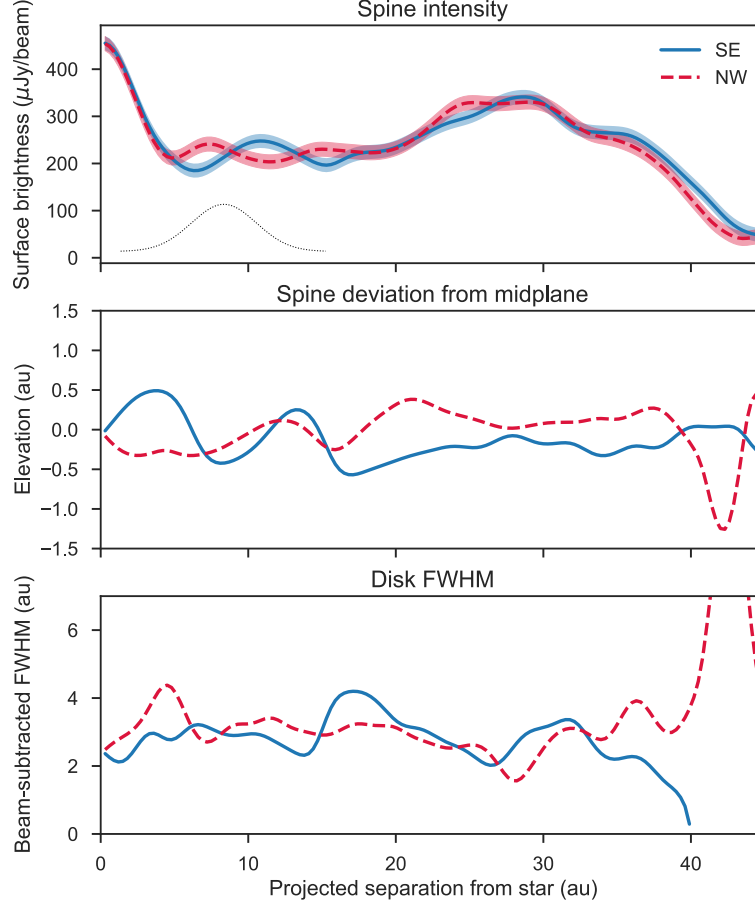 Spine intensity
Surface brightness (μJy/beam)
400
300
200
100
0
SE
NW
Spine deviation from midplane
Elevation (au)
1.5
1.0
0.5
0.0
−0.5
−1.0
−1.5
Disk FWHM
Beam-subtracted FWHM (au)
6
4
2
0
0 10 20 30 40
Projected separation from star (au)